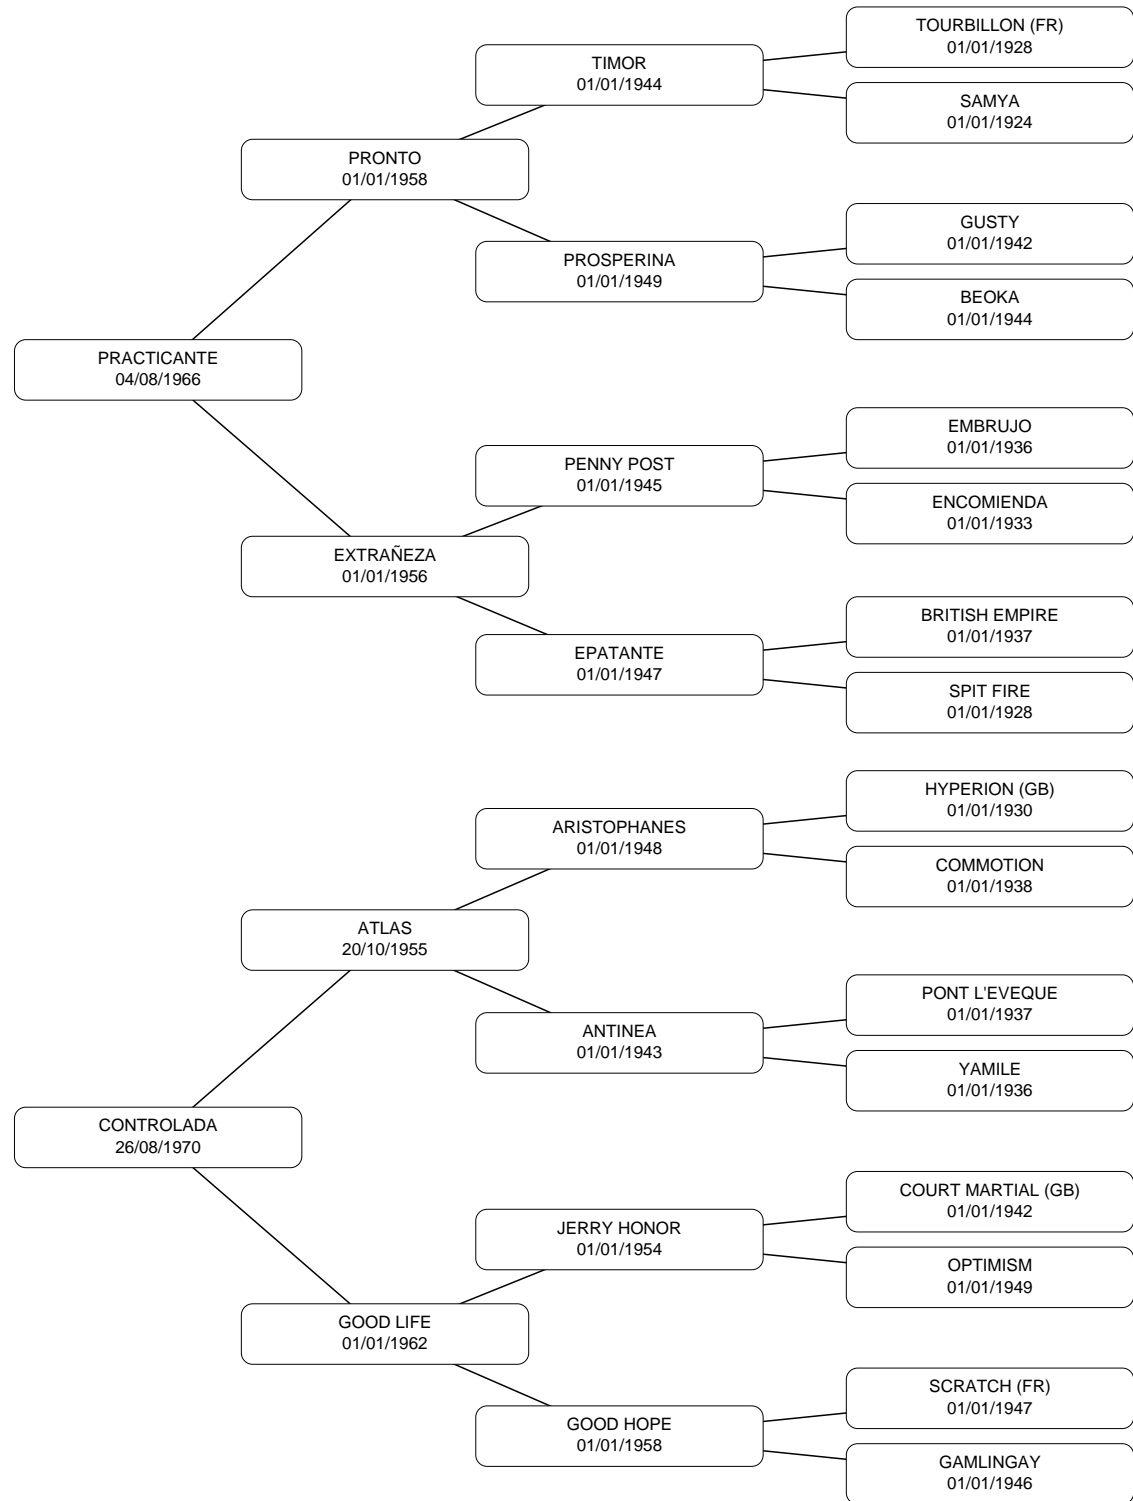 TOURBILLON (FR)
01/01/1928
TIMOR
01/01/1944
SAMYA
01/01/1924
PRONTO
01/01/1958
GUSTY
01/01/1942
PROSPERINA
01/01/1949
BEOKA
01/01/1944
PRACTICANTE
04/08/1966
EMBRUJO
01/01/1936
PENNY POST
01/01/1945
ENCOMIENDA
01/01/1933
EXTRAÑEZA
01/01/1956
BRITISH EMPIRE
01/01/1937
EPATANTE
01/01/1947
SPIT FIRE
01/01/1928
HYPERION (GB)
01/01/1930
ARISTOPHANES
01/01/1948
COMMOTION
01/01/1938
ATLAS
20/10/1955
PONT L'EVEQUE
01/01/1937
ANTINEA
01/01/1943
YAMILE
01/01/1936
CONTROLADA
26/08/1970
COURT MARTIAL (GB)
01/01/1942
JERRY HONOR
01/01/1954
OPTIMISM
01/01/1949
GOOD LIFE
01/01/1962
SCRATCH (FR)
01/01/1947
GOOD HOPE
01/01/1958
GAMLINGAY
01/01/1946